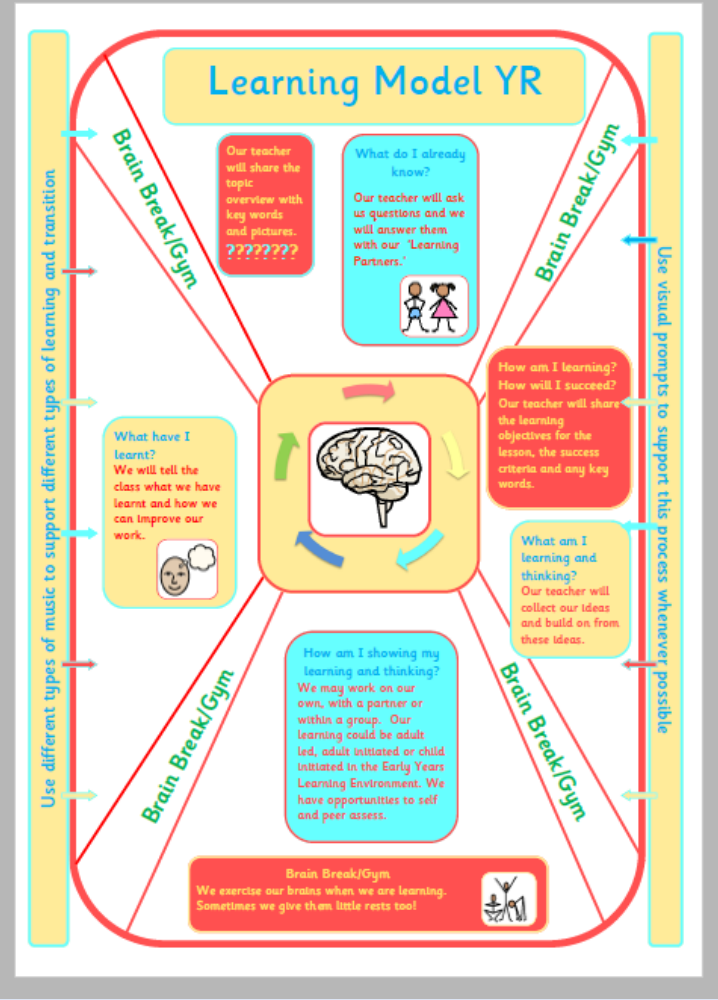 Learning Model YR
Brain Break/Gym
Brain Break/Gym
Our teacher
will share the
topic
overview with
key words
and pictures.
????????
What do I already
know?
Our teacher will ask
us questions and we
will answer them
with our 'Learning
Partners.'
How am I learning?
How will I succeed?
Our teacher will share
the learning
objectives for the
lesson, the success
criteria and any key
words.
What am I
learning and
thinking?
Our teacher will
collect our ideas
and build on from
these ideas.
How am I showing my
learning and thinking?
We may work on our
own, with a partner or
within a group. Our
learning could be adult
led, adult initiated or child
initiated in the Early Years
Learning Environment. We
have opportunities to self
and peer assess.
What have I
learnt?
We will tell the
class what we have
learnt and how we
can improve our
work.
Brain Break/Gym
Brain Break/Gym
Brain Break/Gym
We exercise our brains when we are learning.
Sometimes we give them little rests too!
Use different types of music to support different types of learning and transition
Use visual prompts to support this process whenever possible